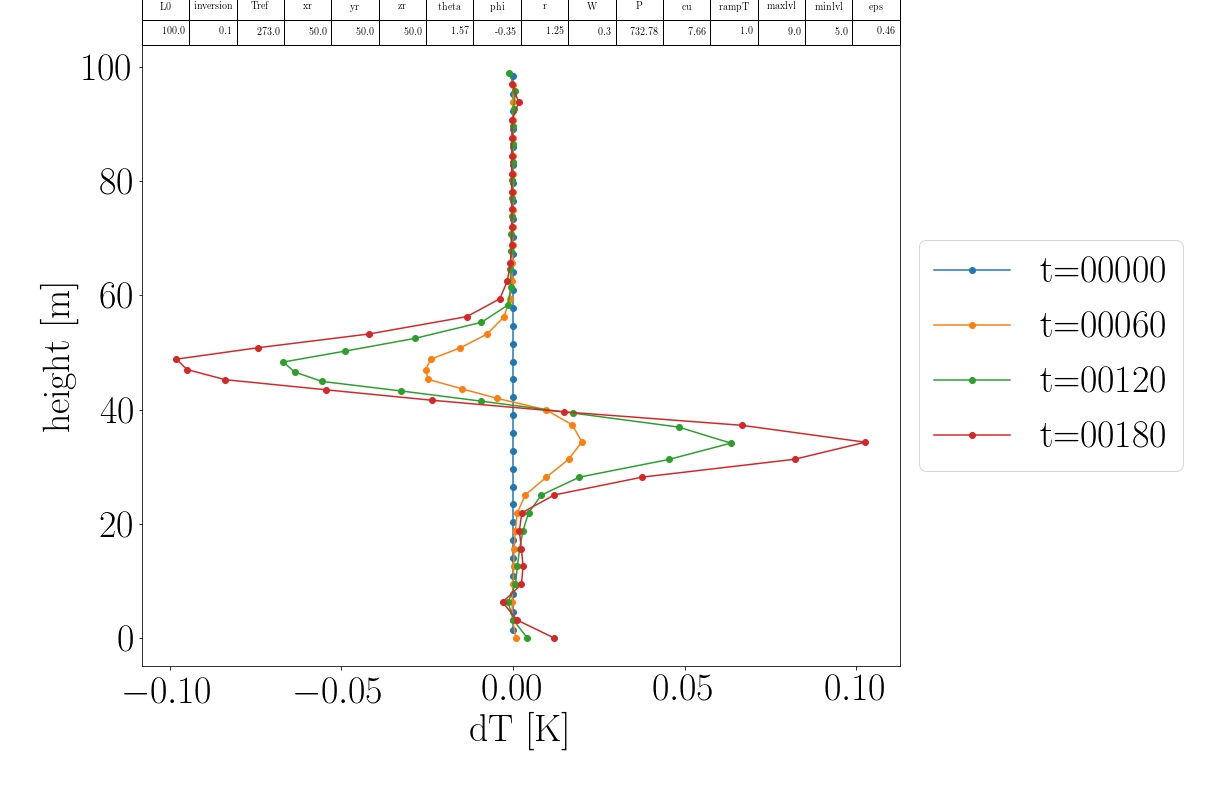 L0 inversion Tref xr yr zr theta phi r W P cu rampT maxlvl minlvl eps
100.0 0.1 273.0 50.0 50.0 50.0 1.57 -0.35 1.25 0.3 732.78 7.66 1.0 9.0 5.0 0.46
100
80
60
40
20
0
height [m]
−0.10 −0.05 0.00 0.05 0.10
dT [K]
t=00000
t=00060
t=00120
t=00180